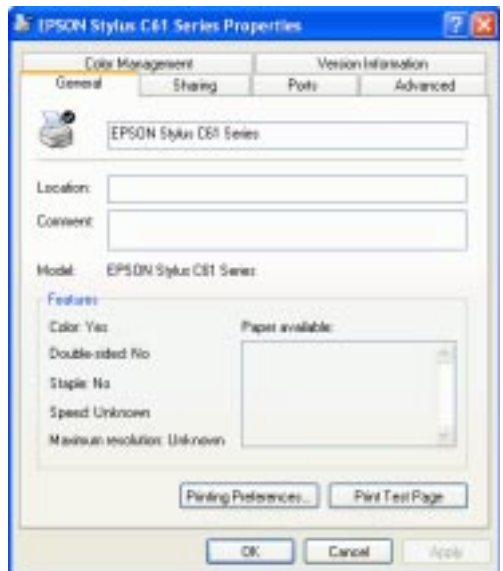 EPSON Stylus C61 Series Properties
Color Management Version Information
General Sharing Ports Advanced
EPSON Stylus C61 Series
Location:
Comment:
Model: EPSON Stylus C61 Series
Features
Color: Yes Paper available:
Double-sided: No
Staple: No
Speed: Unknown
Maximum resolution: Unknown
Printing Preferences... Print Test Page
OK Cancel Apply